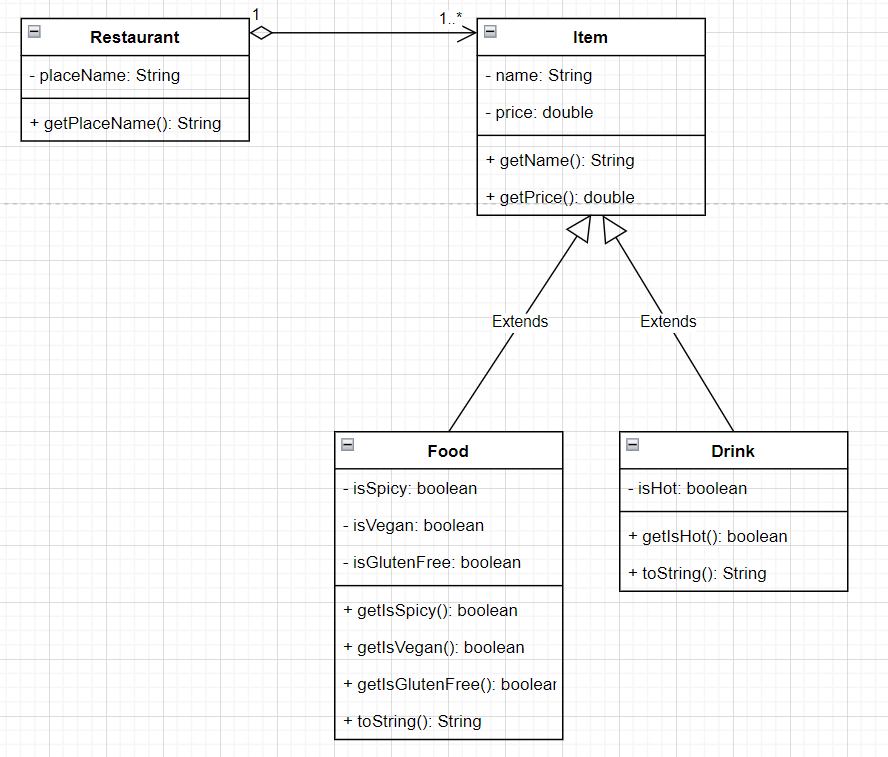 1
1..*
Restaurant
- placeName: String
+ getPlaceName(): String
Item
- name: String
- price: double
+ getName(): String
+ getPrice(): double
Extends
Extends
Food
- isSpicy: boolean
- isVegan: boolean
- isGlutenFree: boolean
+ getIsSpicy(): boolean
+ getIsVegan(): boolean
+ getIsGlutenFree(): boolear
+ toString(): String
Drink
- isHot: boolean
+ getIsHot(): boolean
+ toString(): String